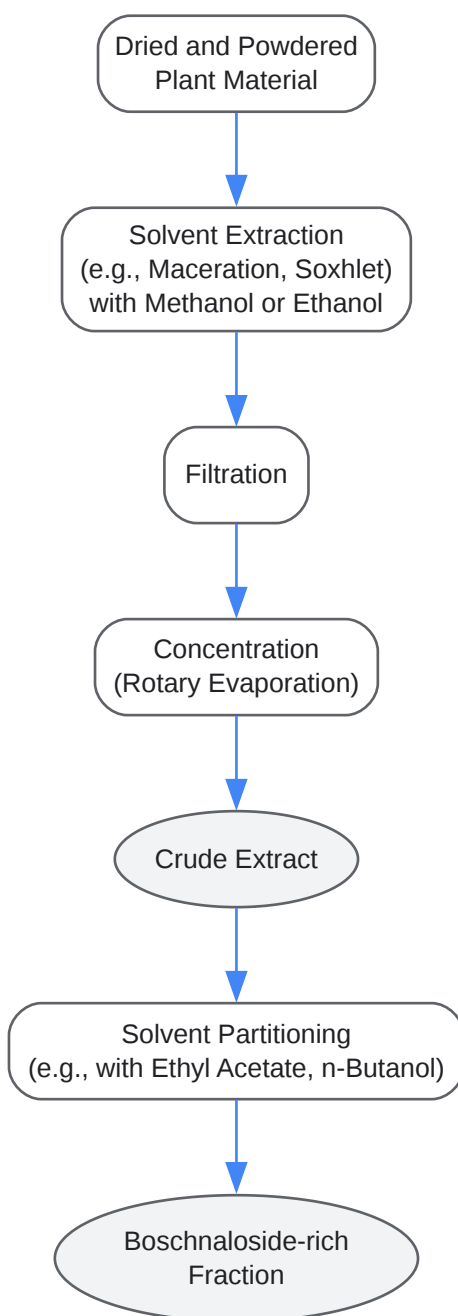 Dried and Powdered
Plant Material
Solvent Extraction
(e.g., Maceration, Soxhlet)
with Methanol or Ethanol
Filtration
Concentration
(Rotary Evaporation)
Crude Extract
Solvent Partitioning
(e.g., with Ethyl Acetate, n-Butanol)
Boschnaloside-rich
Fraction